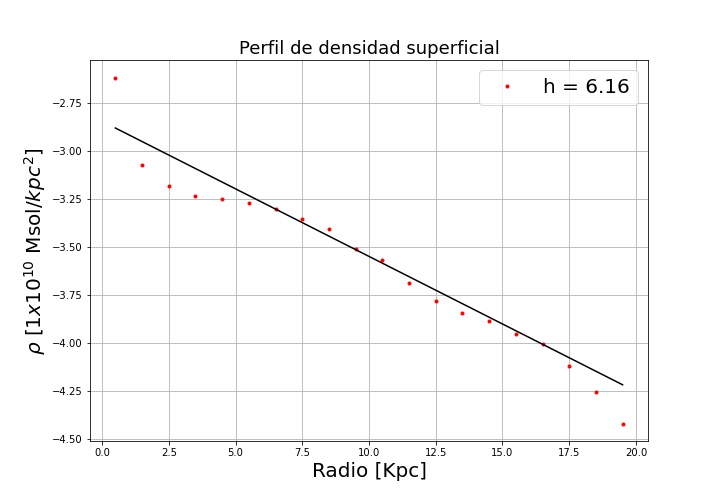 Perfil de densidad superficial
h = 6.16
ρ [1x10^10 Msol/kpc^2]
−2.75
−3.00
−3.25
−3.50
−3.75
−4.00
−4.25
−4.50
0.0 2.5 5.0 7.5 10.0 12.5 15.0 17.5 20.0
Radio [Kpc]